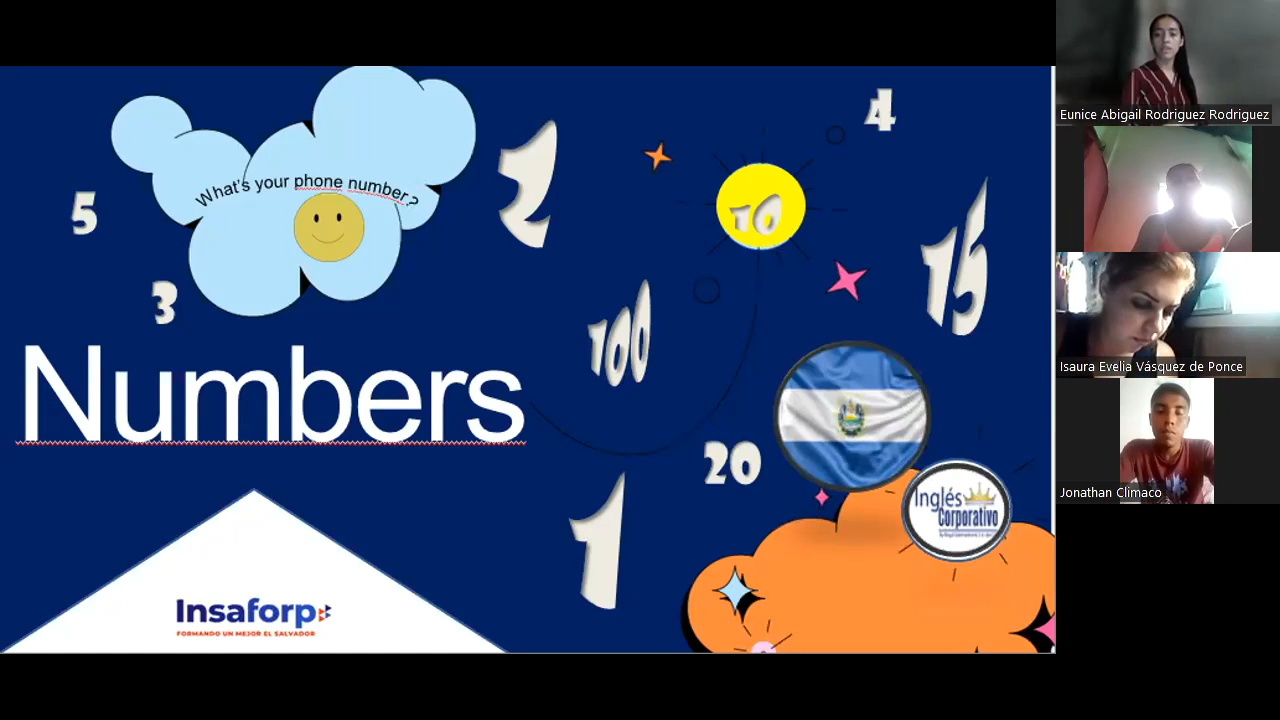 What's your phone number?
5
3
2
4
10
15
100
Numbers
20
1
Inglés
Corporativo
Insaforp
FORMANDO UN MEJOR EL SALVADOR
Eunice Abigail Rodriguez Rodriguez
Isaura Evelia Vásquez de Ponce
Jonathan Climaco